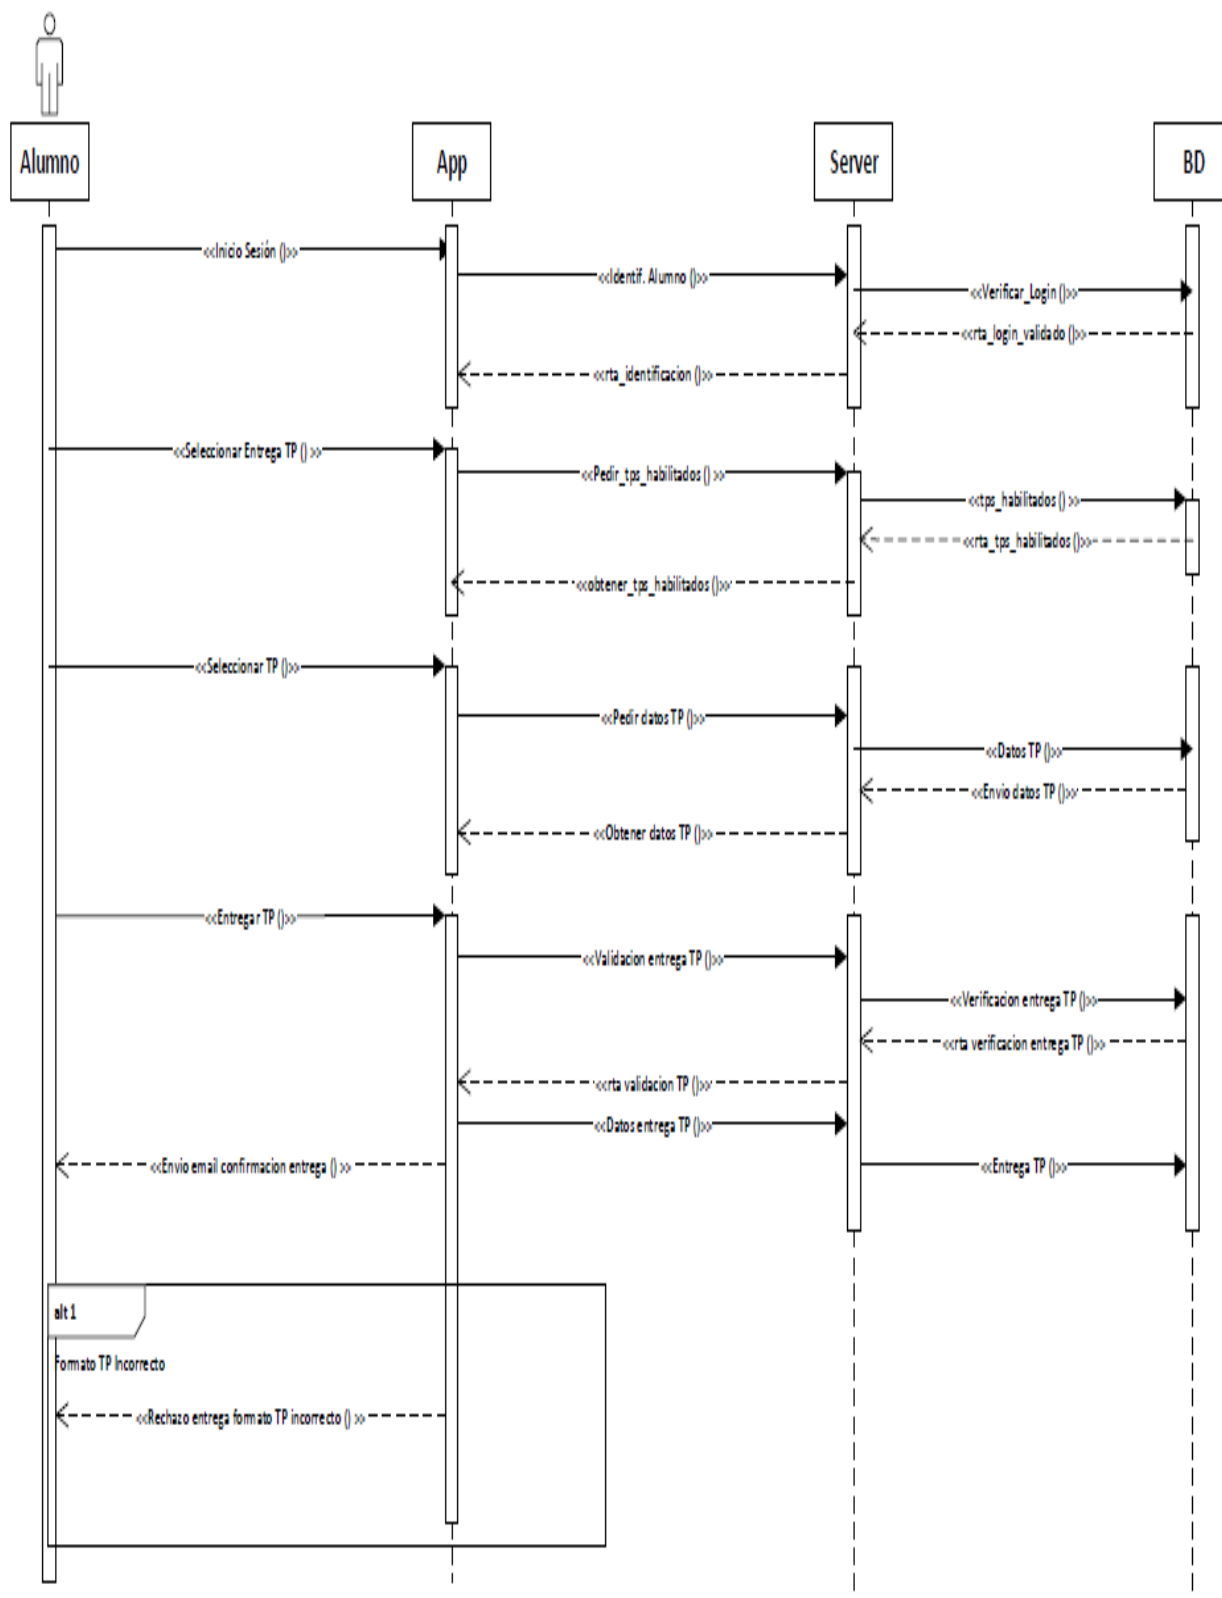 Alumno
App
Server
BD
<<Inicio Sesión ()>>
<<Identif. Alumno ()>>
<<Verificar_Login ()>>
<<rta_login_validado ()>>
<<rta_identificacion ()>>
<<Seleccionar Entrega TP () >>
<<Pedir_tps_habilitados () >>
<<tps_habilitados () >>
<<rta_tps_habilitados ()>>
<<obtener_tps_habilitados ()>>
<<Seleccionar TP ()>>
<<Pedir datos TP ()>>
<<Datos TP ()>>
<<Envio datos TP ()>>
<<Obtener datos TP ()>>
<<Entregar TP ()>>
<<Validacion entrega TP ()>>
<<Verificacion entrega TP ()>>
<<rta verificacion entrega TP ()>>
<<rta validacion TP ()>>
<<Datos entrega TP ()>>
<<Envio email confirmacion entrega () >>
<<Entrega TP ()>>
alt 1
Formato TP Incorrecto
<<Rechazo entrega formato TP incorrecto () >>